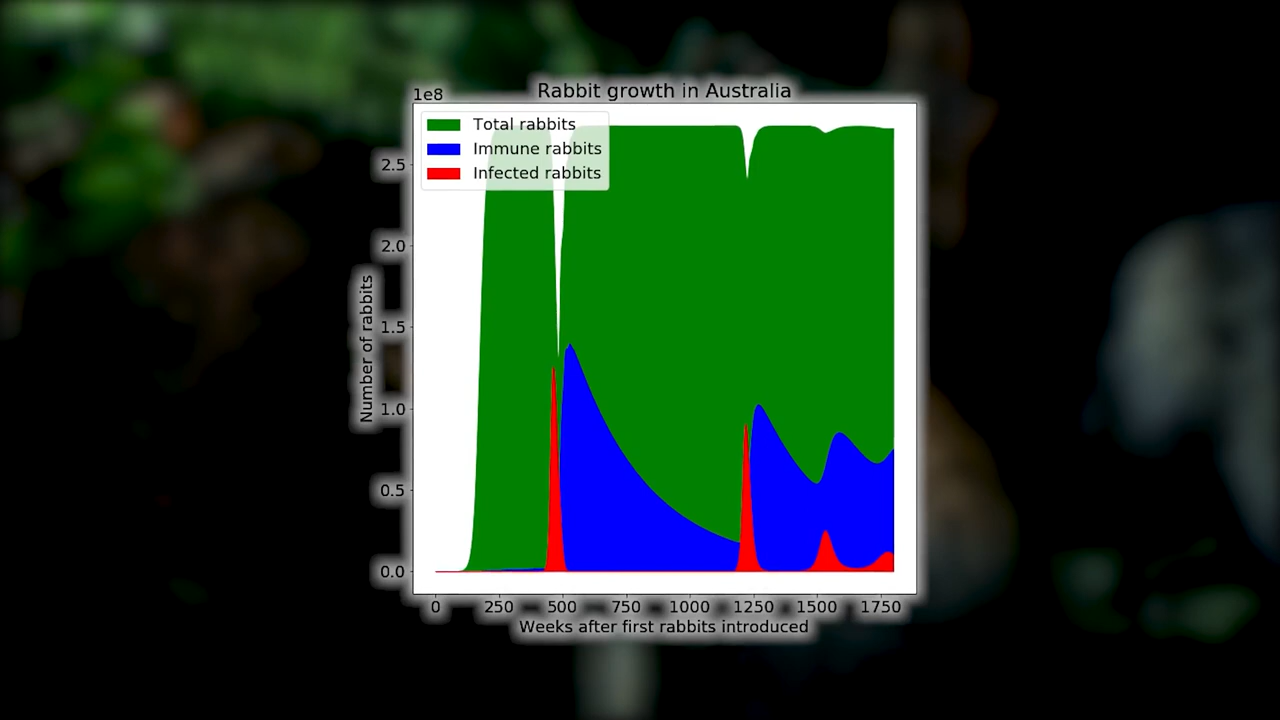 1e8
Rabbit growth in Australia
Total rabbits
Immune rabbits
Infected rabbits
2.5
2.0
1.5
1.0
0.5
0.0
Number of rabbits
0 250 500 750 1000 1250 1500 1750
Weeks after first rabbits introduced